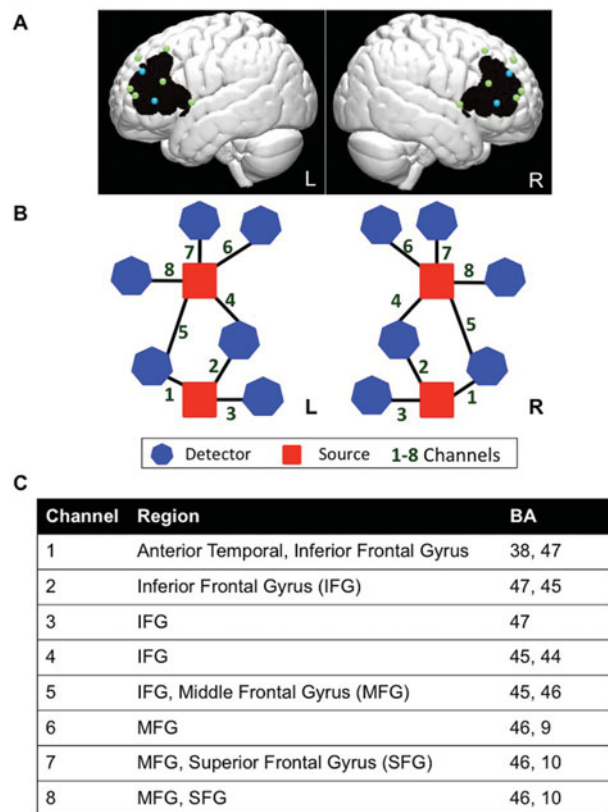 A
L
R
B
7
6
8
4
5
2
1
3
L
6
7
8
4
5
2
3
1
R
Detector Source 1-8 Channels
C
Channel Region BA
1 Anterior Temporal, Inferior Frontal Gyrus 38, 47
2 Inferior Frontal Gyrus (IFG) 47, 45
3 IFG 47
4 IFG 45, 44
5 IFG, Middle Frontal Gyrus (MFG) 45, 46
6 MFG 46, 9
7 MFG, Superior Frontal Gyrus (SFG) 46, 10
8 MFG, SFG 46, 10